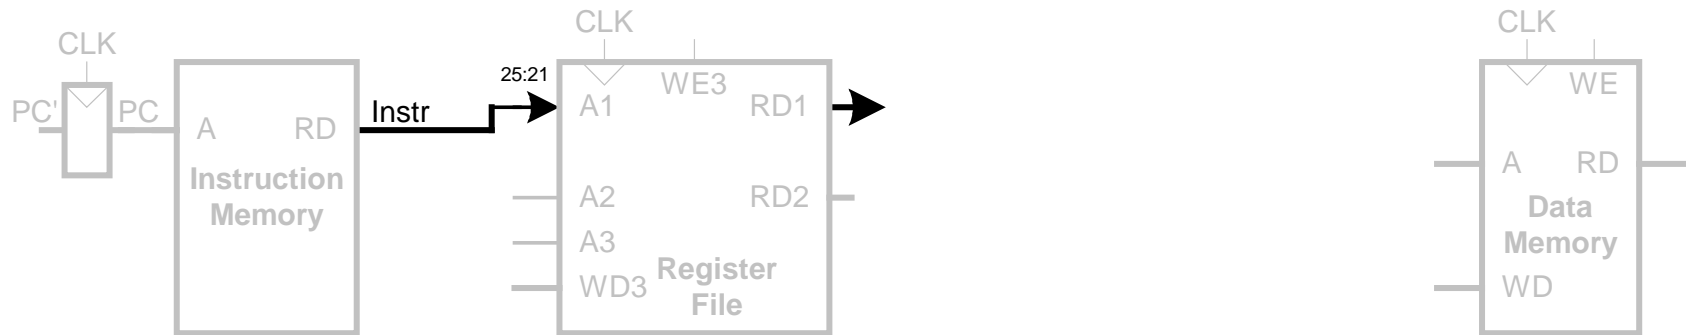 CLK
CLK
CLK
PC'
PC
A
RD
Instruction
Memory
Instr
25:21
WE3
A1
RD1
A2
RD2
A3
WD3
Register
File
WE
A
RD
Data
Memory
WD